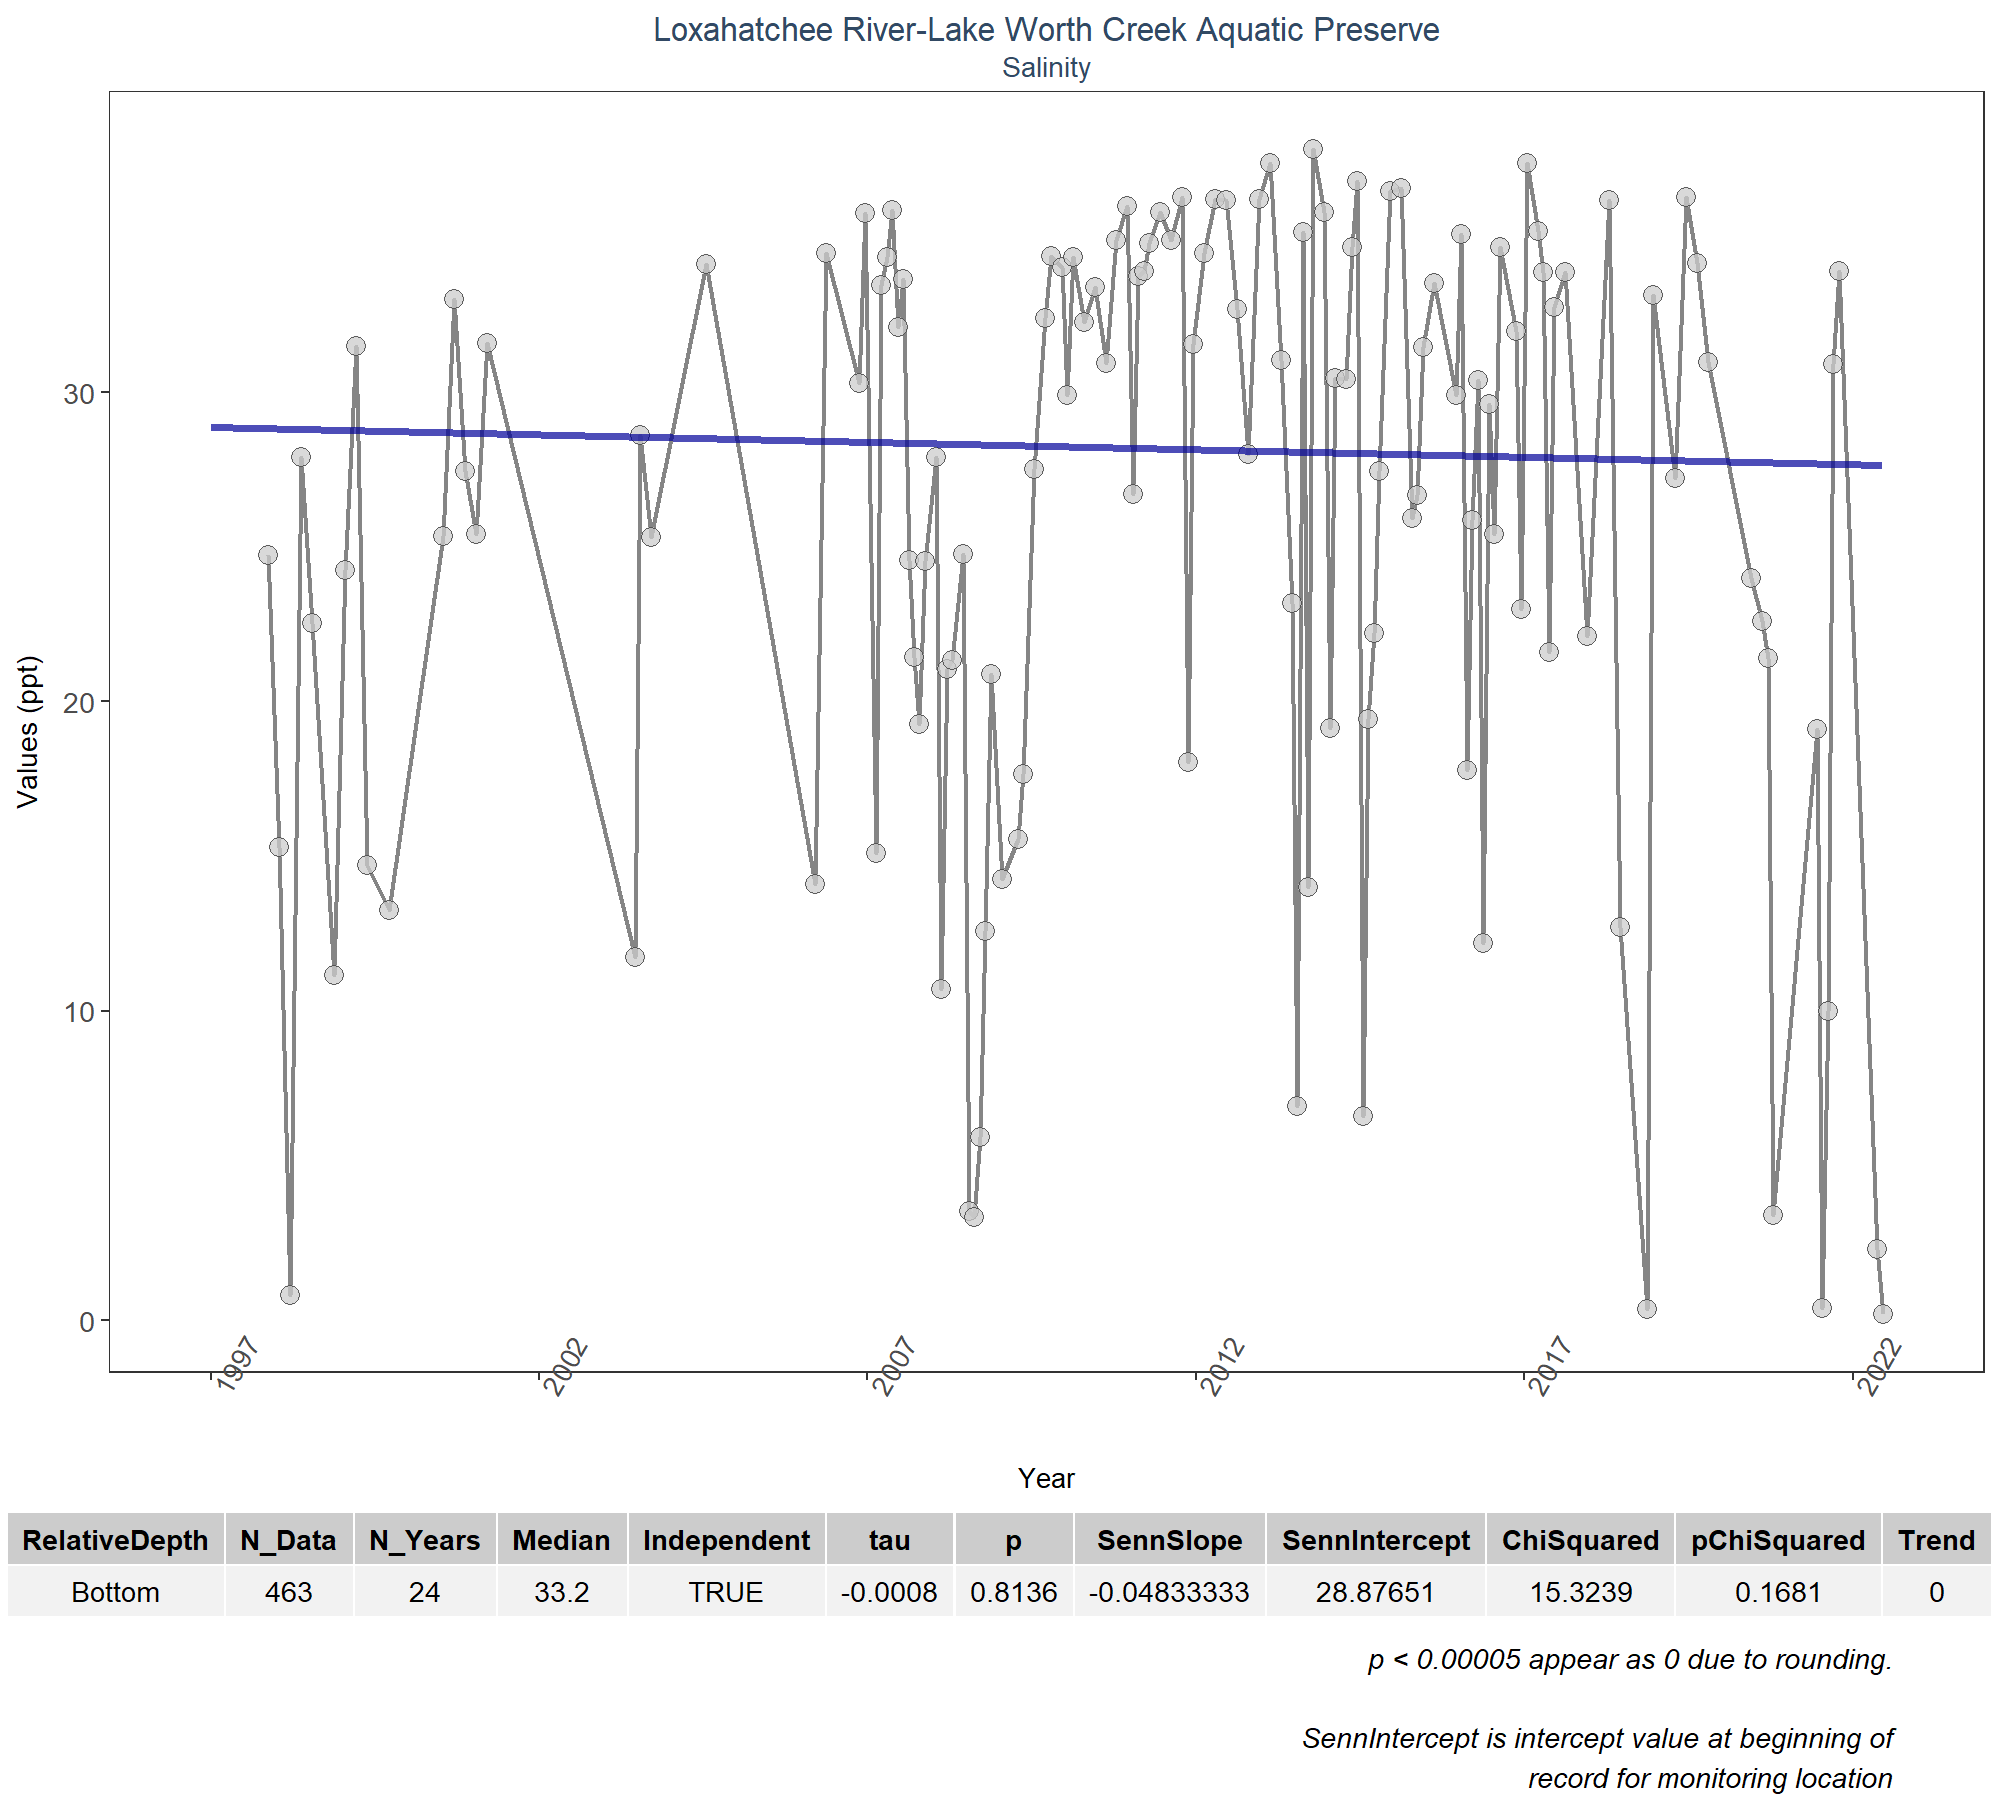 Loxahatchee River-Lake Worth Creek Aquatic Preserve
Salinity
Values (ppt)
30
20
10
0
1997 2002 2007 2012 2017 2022
Year
RelativeDepth N_Data N_Years Median Independent tau p SennSlope SennIntercept ChiSquared pChiSquared Trend
Bottom 463 24 33.2 TRUE -0.0008 0.8136 -0.04833333 28.87651 15.3239 0.1681 0
p < 0.00005 appear as 0 due to rounding.
SennIntercept is intercept value at beginning of
record for monitoring location